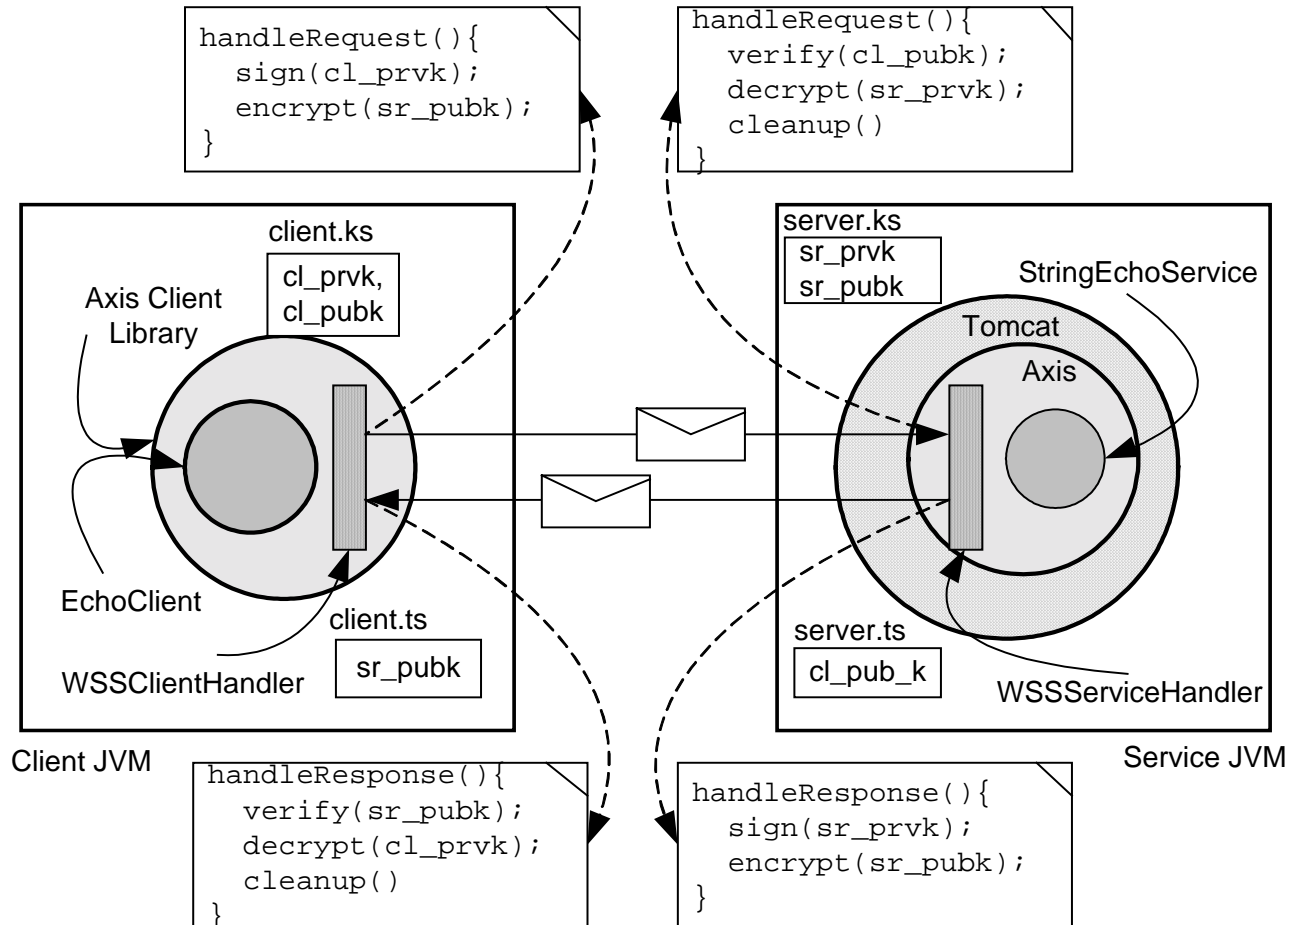 handleRequest(){
sign(cl_prvk);
encrypt(sr_pubk);
}
handleRequest(){
verify(cl_pubk);
decrypt(sr_prvk);
cleanup()
}
client.ks
cl_prvk,
cl_pubk
Axis Client
Library
EchoClient
WSSClientHandler
client.ts
sr_pubk
Client JVM
server.ks
sr_prvk
sr_pubk
StringEchoService
Tomcat
Axis
server.ts
cl_pub_k
WSSServiceHandler
Service JVM
handleResponse(){
verify(sr_pubk);
decrypt(cl_prvk);
cleanup()
}
handleResponse(){
sign(sr_prvk);
encrypt(sr_pubk);
}